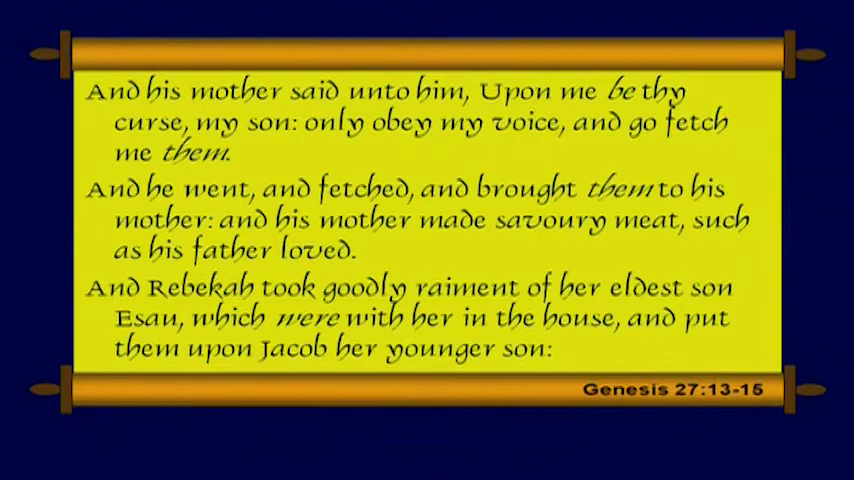 And his mother said unto him, Upon me be thy
curse, my son: only obey my voice, and go fetch
me them.
And he went, and fetched, and brought them to his
mother: and his mother made savoury meat, such
as his father loved.
And Rebekah took goodly raiment of her eldest son
Esau, which were with her in the house, and put
them upon Jacob her younger son:
Genesis 27:13-15